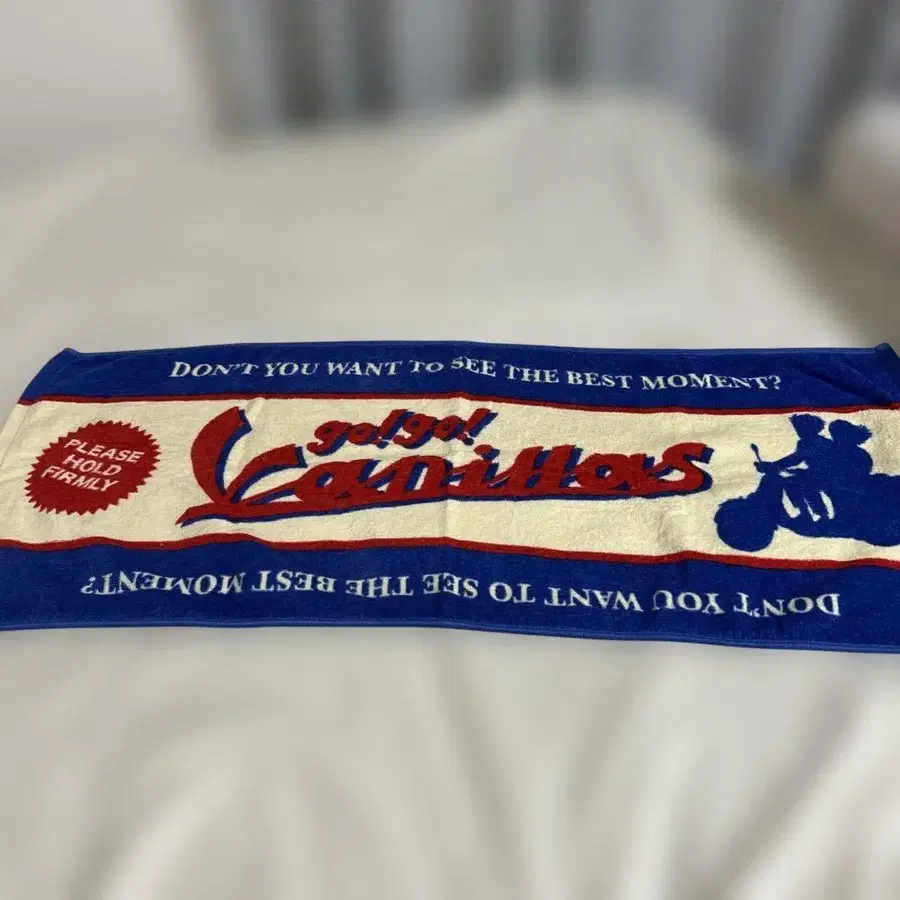 DON'T YOU WANT TO SEE THE BEST MOMENT?
PLEASE
HOLD
FIRMLY
go!go!
Vanillas
DON'T YOU WANT TO SEE THE BEST MOMENT?